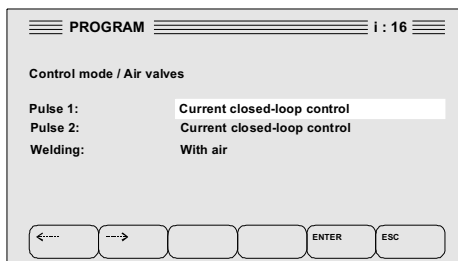 PROGRAM i : 16
Control mode / Air valves
Pulse 1: Current closed-loop control
Pulse 2: Current closed-loop control
Welding: With air
ENTER ESC